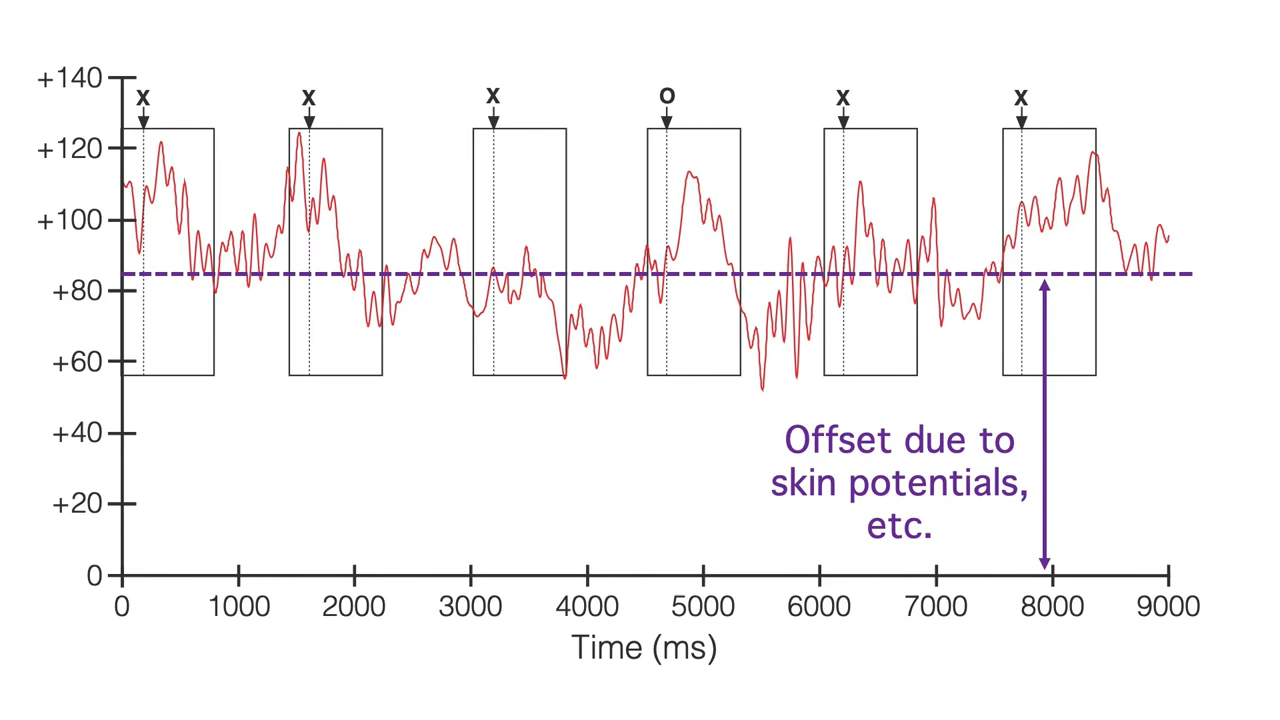 +140
X X X O X X
+120
+100
+80
+60
+40
+20
0
Offset due to
skin potentials,
etc.
0 1000 2000 3000 4000 5000 6000 7000 8000 9000
Time (ms)